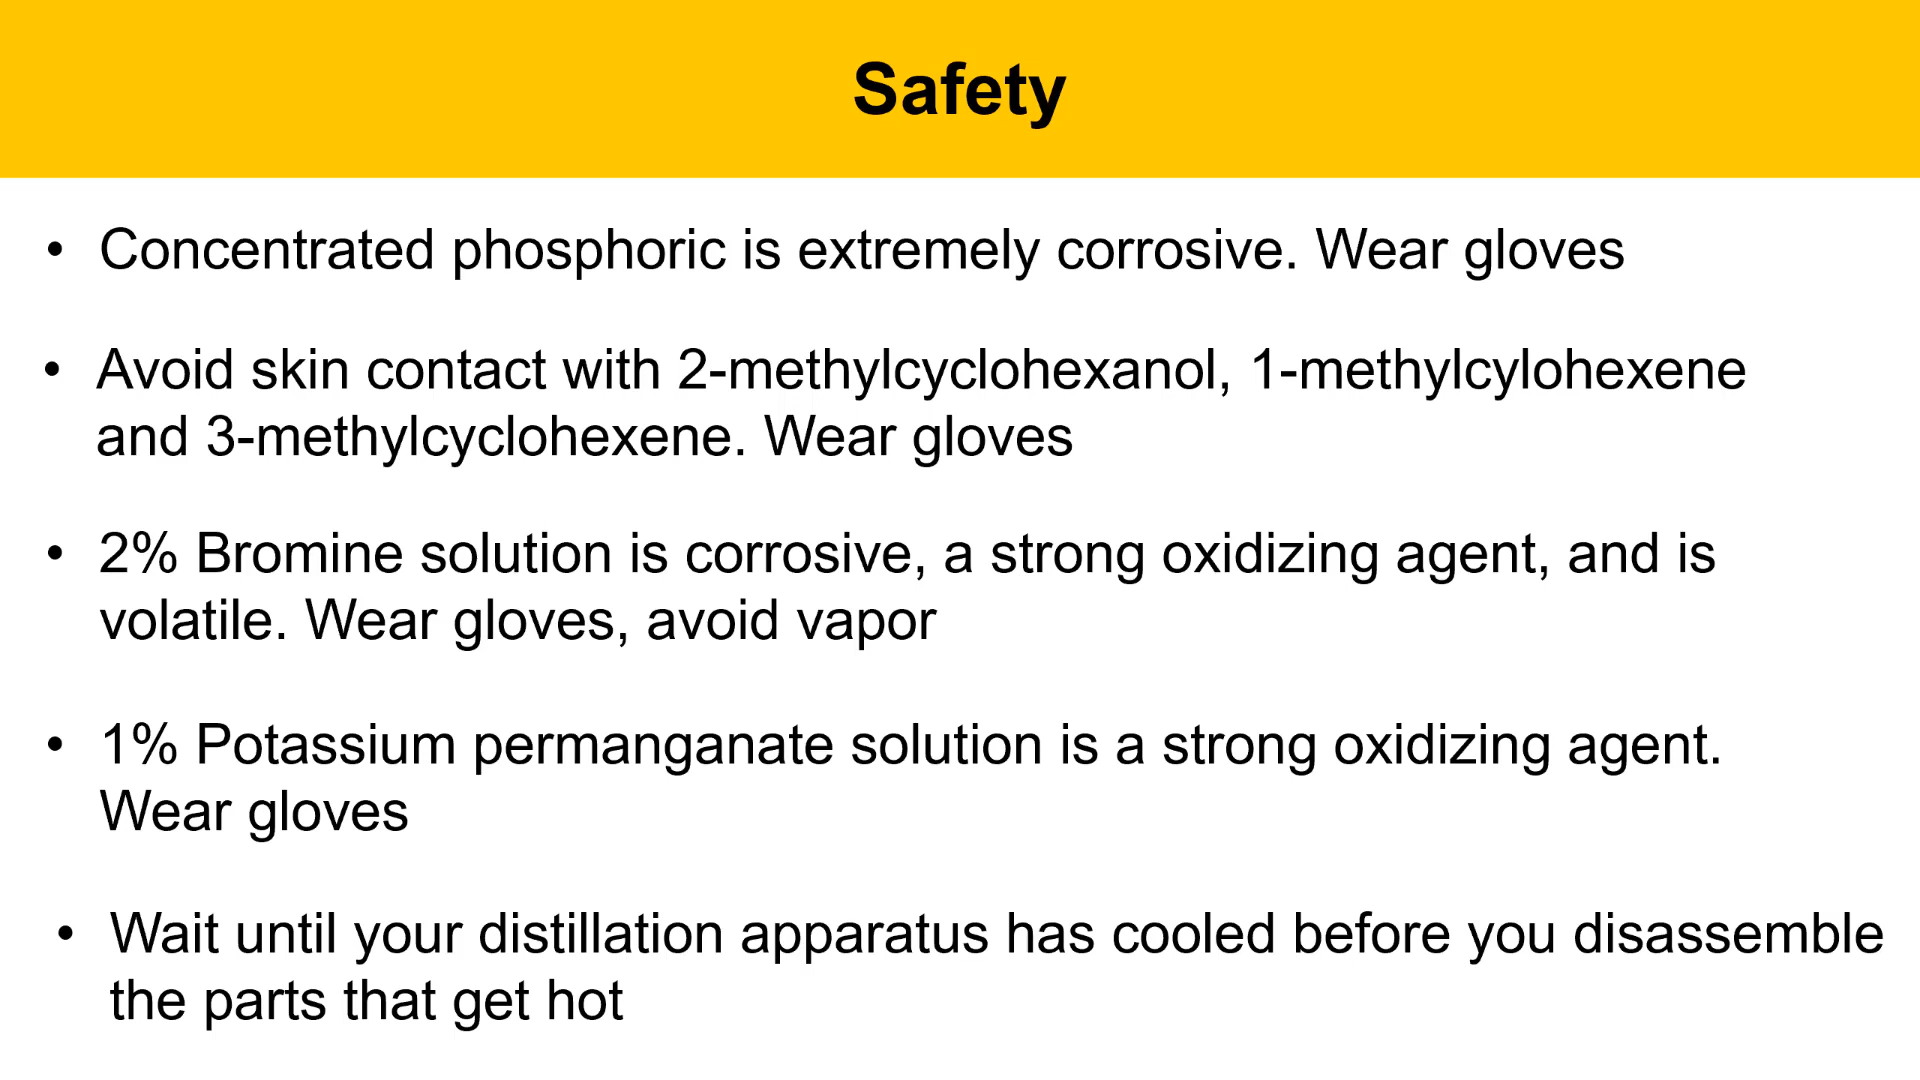 Safety
• Concentrated phosphoric is extremely corrosive. Wear gloves
• Avoid skin contact with 2-methylcyclohexanol, 1-methylcylohexene
and 3-methylcyclohexene. Wear gloves
• 2% Bromine solution is corrosive, a strong oxidizing agent, and is
volatile. Wear gloves, avoid vapor
• 1% Potassium permanganate solution is a strong oxidizing agent.
Wear gloves
• Wait until your distillation apparatus has cooled before you disassemble
the parts that get hot